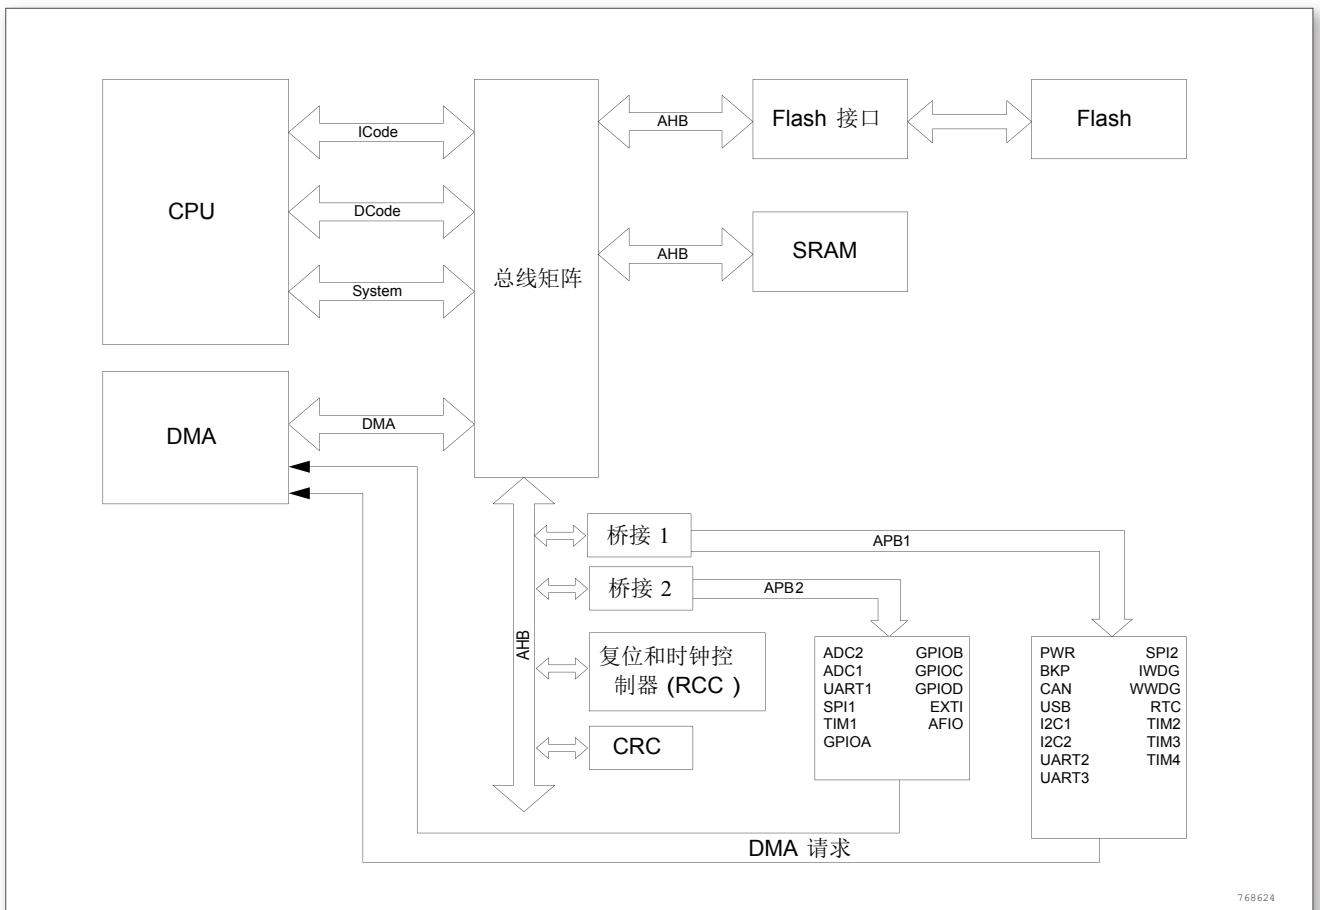 CPU
ICode
DCode
System
总线矩阵
AHB
Flash 接口
Flash
AHB
SRAM
DMA
DMA
AHB
桥接 1
APB1
桥接 2
APB2
复位和时钟控
制器 (RCC )
CRC
ADC2 GPIOB
ADC1 GPIOC
UART1 GPIOD
SPI1 EXTI
TIM1 AFIO
GPIOA
PWR SPI2
BKP IWDG
CAN WWDG
USB RTC
I2C1 TIM2
I2C2 TIM3
UART2 TIM4
UART3
DMA 请求
768624